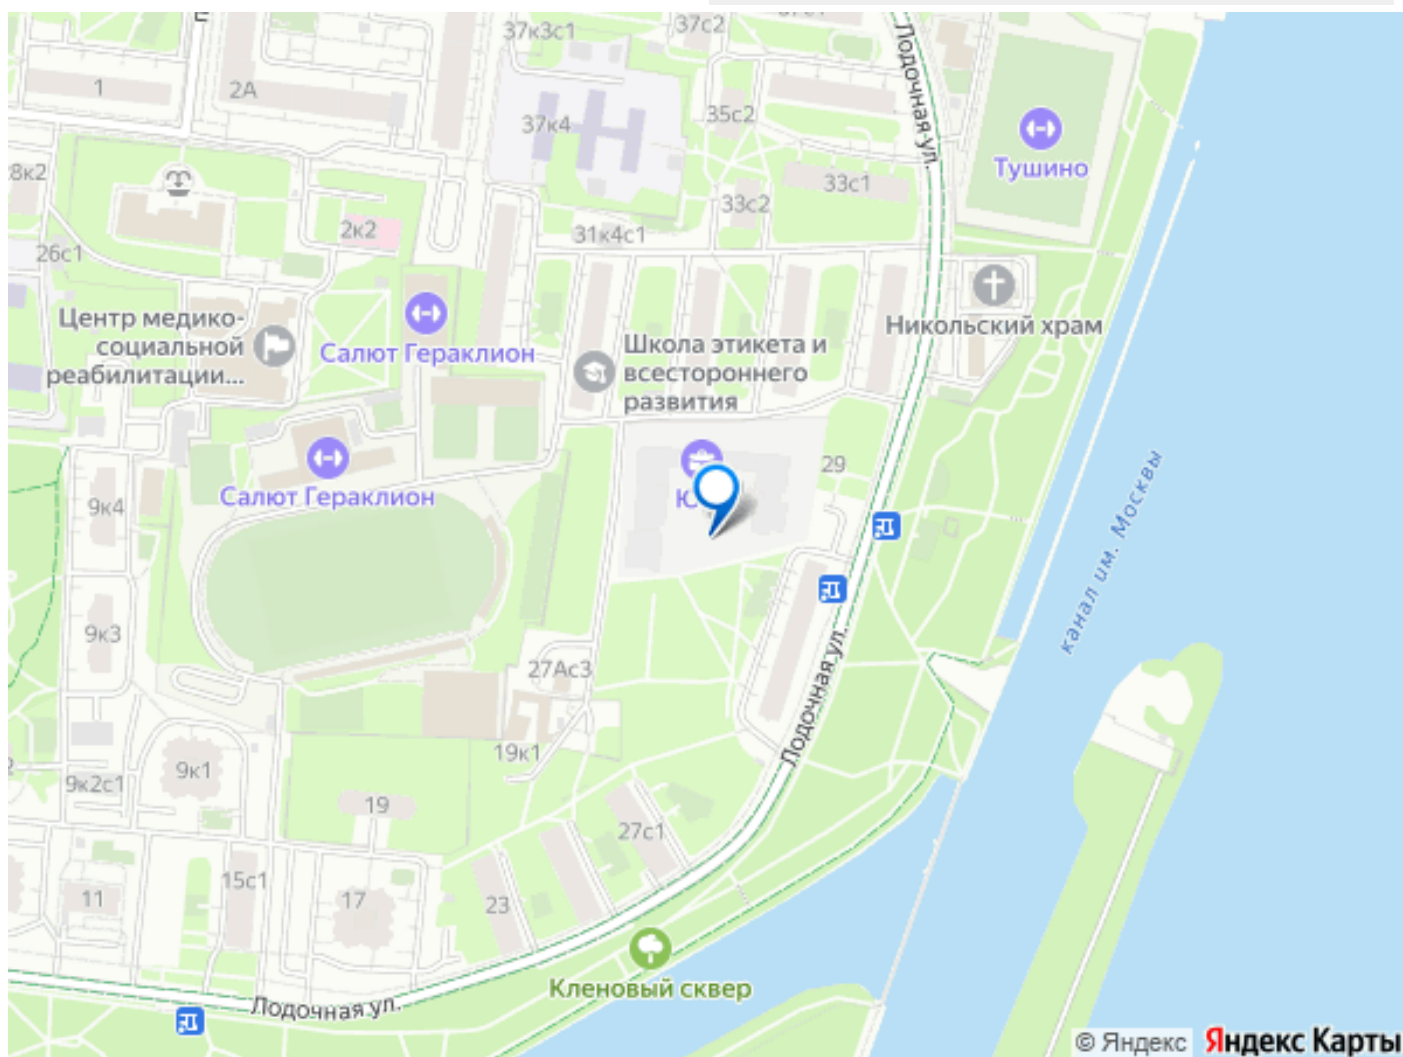 37к3с1
37с2
Лодочная ул.
1
2А
37к4
35с2
Тушино
8к2
33с1
33с2
2к2
31к4с1
26с1
Никольский храм
Центр медико-
социальной
реабилитации...
Салют Гераклион
Школа этикета и
всестороннего
развития
29
Салют Гераклион
9к4
канал им. Москвы
9к3
27Ас3
Лодочная ул.
19к1
9к1
9к2с1
19
27с1
15с1
11
17
23
Кленовый сквер
Лодочная ул.
© Яндекс Яндекс Карты